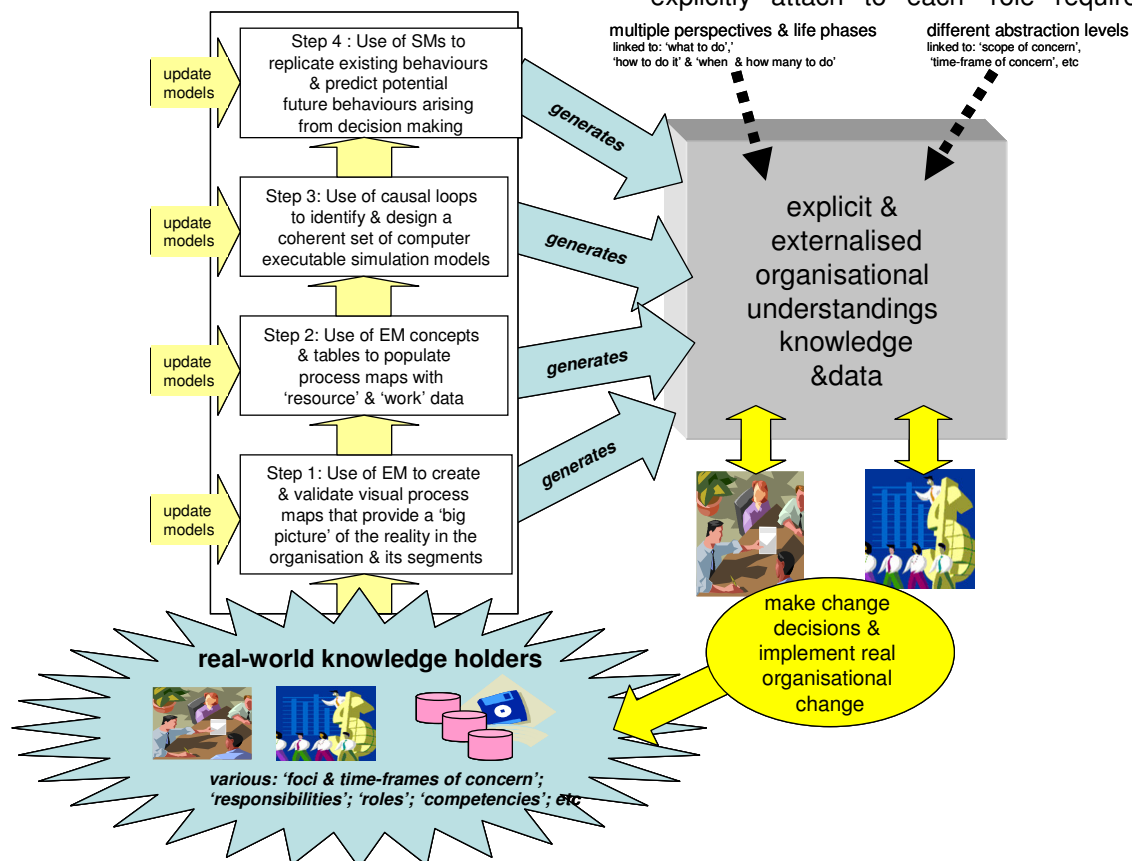 explicitly attach to each role require
multiple perspectives & life phases
linked to: ‘what to do’,’
‘how to do it’ & ‘when & how many to do’
different abstraction levels
linked to: ‘scope of concern’,
‘time-frame of concern’, etc
update
models
Step 4 : Use of SMs to
replicate existing behaviours
& predict potential
future behaviours arising
from decision making
generates
update
models
Step 3: Use of causal loops
to identify & design a
coherent set of computer
executable simulation models
generates
update
models
Step 2: Use of EM concepts
& tables to populate
process maps with
‘resource’ & ‘work’ data
generates
update
models
Step 1: Use of EM to create
& validate visual process
maps that provide a ‘big
picture’ of the reality in the
organisation & its segments
generates
explicit &
externalised
organisational
understandings
knowledge
&data
make change
decisions &
implement real
organisational
change
real-world knowledge holders
various: ‘foci & time-frames of concern’;
‘responsibilities’; ‘roles’; ‘competencies’; etc